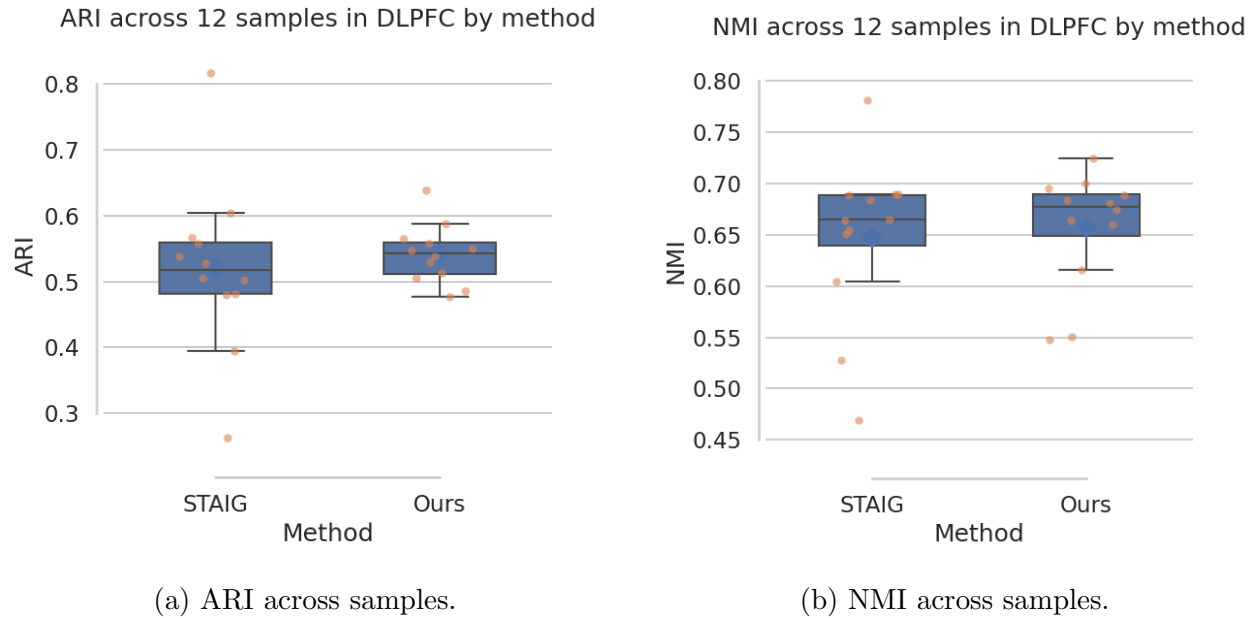 ARI across 12 samples in DLPFC by method
0.8
0.7
0.6
0.5
0.4
0.3
ARI
STAIG
Ours
Method
(a) ARI across samples.
NMI across 12 samples in DLPFC by method
0.80
0.75
0.70
0.65
0.60
0.55
0.50
0.45
NMI
STAIG
Ours
Method
(b) NMI across samples.